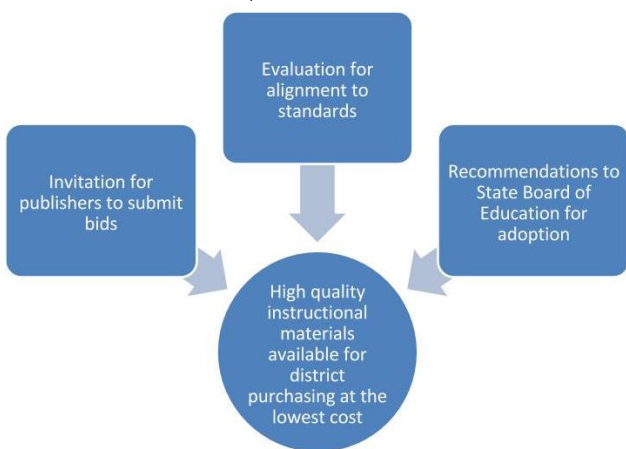 Evaluation for
alignment to
standards
Invitation for
publishers to submit
bids
Recommendations to
State Board of
Education for
adoption
High quality
instructional
materials
available for
district
purchasing at the
lowest cost